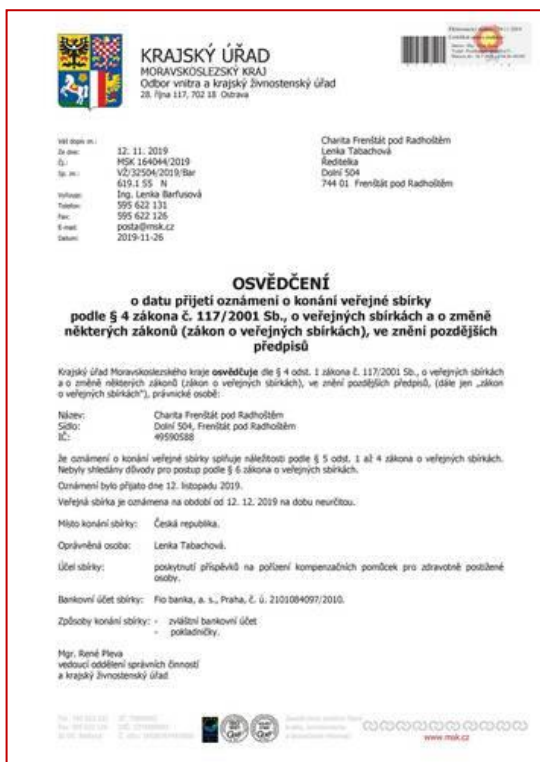 KRAJSKÝ ÚŘAD
MORAVSKOSLEZSKÝ KRAJ
Odbor vnitra a krajský živnostenský úřad
28. října 117, 702 18 Ostrava
Váš dopis zn.:
Ze dne: 12. 11. 2019
Čj.: MSK 164044/2019
Sp. zn.: VŽ/32504/2019/Bar
619.1 S5 N
Vyřizuje: Ing. Lenka Barfusová
Telefon: 595 622 131
Fax: 595 622 126
E-mail: posta@msk.cz
Datum: 2019-11-26
Charita Frenštát pod Radhoštěm
Lenka Tabachová
Ředitelka
Dolní 504
744 01 Frenštát pod Radhoštěm
OSVĚDČENÍ
o datu přijetí oznámení o konání veřejné sbírky
podle § 4 zákona č. 117/2001 Sb., o veřejných sbírkách a o změně
některých zákonů (zákon o veřejných sbírkách), ve znění pozdějších
předpisů
Krajský úřad Moravskoslezského kraje osvědčuje dle § 4 odst. 1 zákona č. 117/2001 Sb., o veřejných sbírkách
a o změně některých zákonů (zákon o veřejných sbírkách), ve znění pozdějších předpisů, (dále jen „zákon
o veřejných sbírkách"), právnické osobě:
Název: Charita Frenštát pod Radhoštěm
Sídlo: Dolní 504, Frenštát pod Radhoštěm
IČ: 49590588
že oznámení o konání veřejné sbírky splňuje náležitosti podle § 5 odst. 1 až 4 zákona o veřejných sbírkách.
Nebyly shledány důvody pro postup podle § 6 zákona o veřejných sbírkách.
Oznámení bylo přijato dne 12. listopadu 2019.
Veřejná sbírka je oznámena na období od 12. 12. 2019 na dobu neurčitou.
Místo konání sbírky: Česká republika.
Oprávněná osoba: Lenka Tabachová.
Účel sbírky: poskytnutí příspěvků na pořízení kompenzačních pomůcek pro zdravotně postižené
osoby.
Bankovní účet sbírky: Fio banka, a. s., Praha, č. ú. 2101084097/2010.
Způsoby konání sbírky: - zvláštní bankovní účet
- pokladničky.
Mgr. René Pleva
vedoucí oddělení správních činností
a krajský živnostenský úřad
www.msk.cz